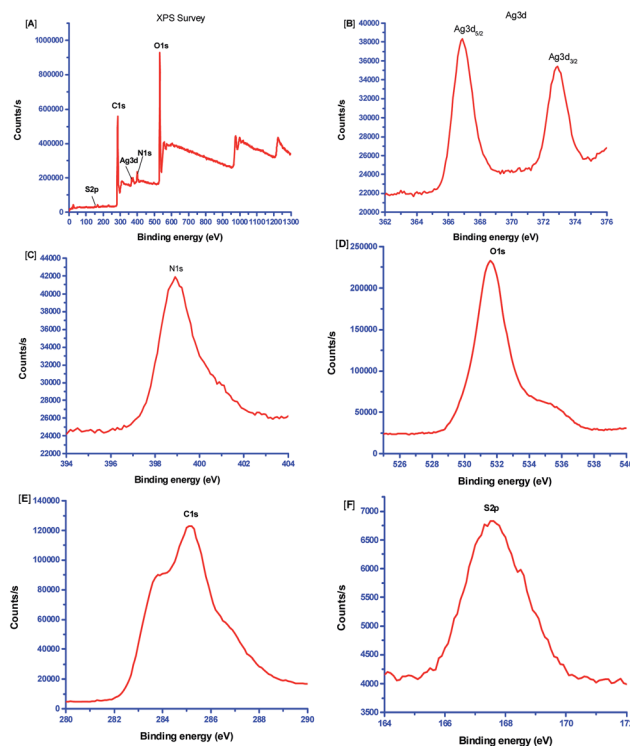 [A]
XPS Survey
1000000
800000
600000
400000
200000
0
Counts/s
O1s
C1s
N1s
Ag3d
S2p
0 100 200 300 400 500 600 700 800 900 1000 1100 1200 1300
Binding energy (eV)
[B]
Ag3d
40000
38000
36000
34000
32000
30000
28000
26000
24000
22000
20000
Counts/s
Ag3d5/2
Ag3d3/2
362 364 366 368 370 372 374 376
Binding energy (eV)
[C]
N1s
44000
42000
40000
38000
36000
34000
32000
30000
28000
26000
24000
22000
Counts/s
394 396 398 400 402 404
Binding energy (eV)
[D]
O1s
250000
200000
150000
100000
50000
0
Counts/s
526 528 530 532 534 536 538 540
Binding energy (eV)
[E]
C1s
140000
120000
100000
80000
60000
40000
20000
0
Counts/s
280 282 284 286 288 290
Binding energy (eV)
[F]
S2p
7500
7000
6500
6000
5500
5000
4500
4000
3500
Counts/s
164 166 168 170 172
Binding energy (eV)